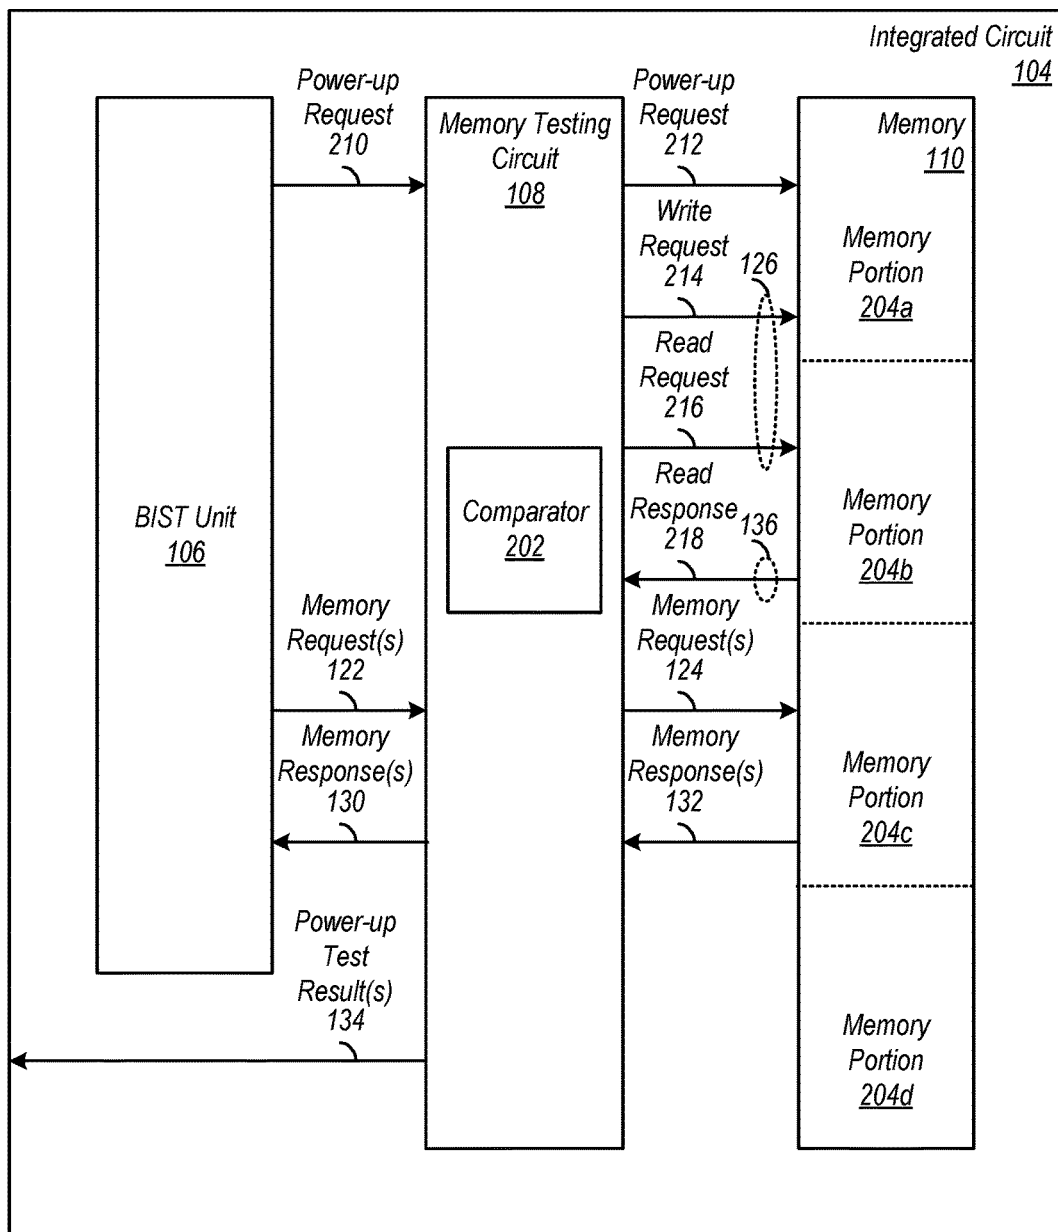 Integrated Circuit
104
Power-up
Request
210
Memory Testing
Circuit
108
Power-up
Request
212
Memory
110
Write
Request
214
126
Memory
Portion
204a
Read
Request
216
BIST Unit
106
Comparator
202
Read
Response
218
136
Memory
Portion
204b
Memory
Request(s)
122
Memory
Request(s)
124
Memory
Response(s)
130
Memory
Response(s)
132
Memory
Portion
204c
Power-up
Test
Result(s)
134
Memory
Portion
204d